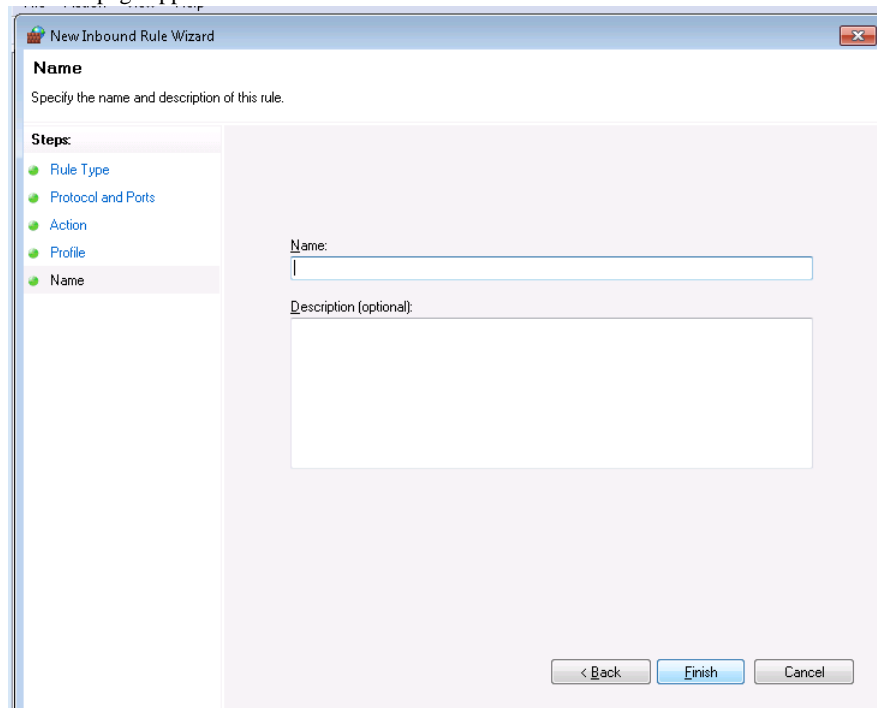 New Inbound Rule Wizard
Name
Specify the name and description of this rule.
Steps:
Rule Type
Protocol and Ports
Action
Profile
Name
Name:
Description (optional):
< Back Finish Cancel